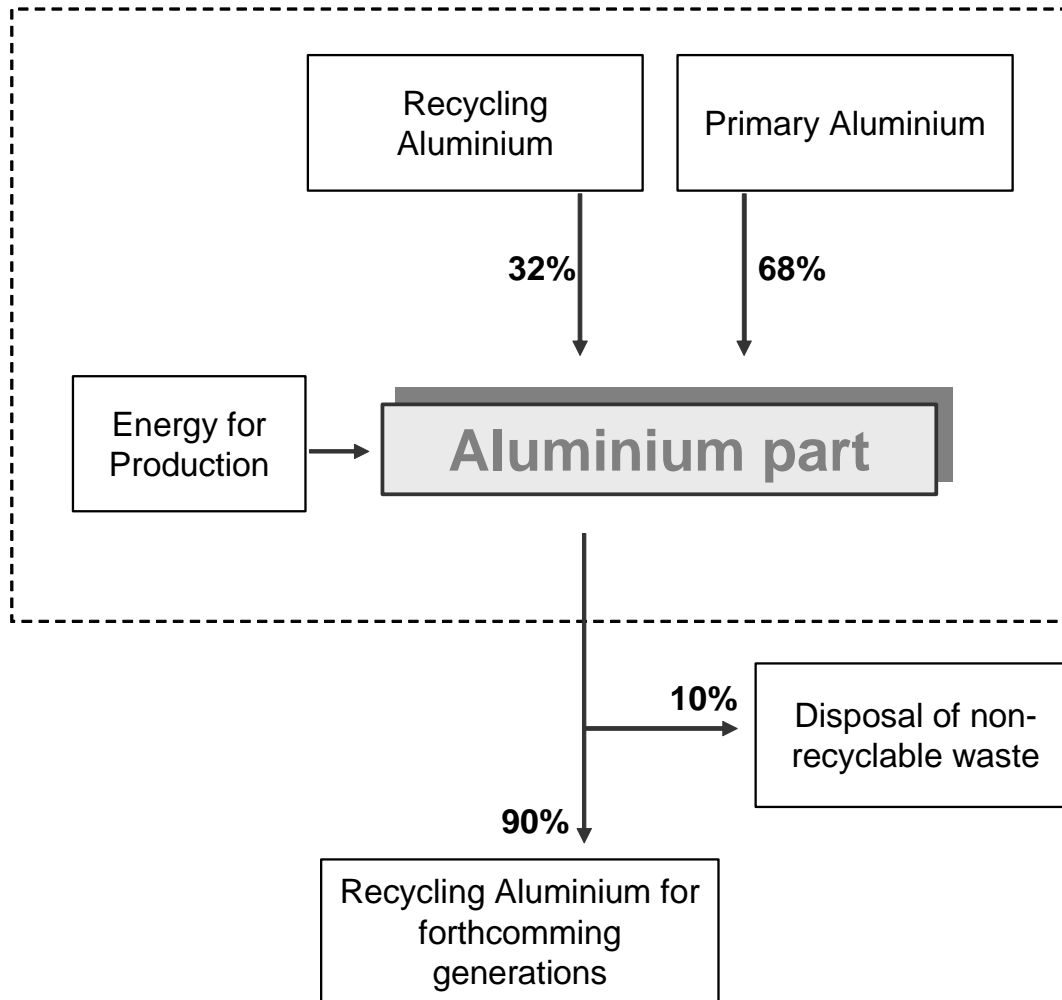 Recycling
Aluminium
Primary Aluminium
32%
68%
Energy for
Production
Aluminium part
10%
Disposal of non-
recyclable waste
90%
Recycling Aluminium for
forthcomming
generations